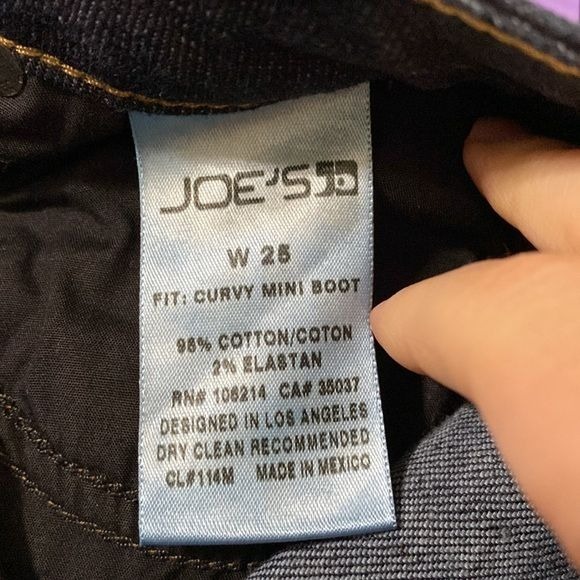 JOE'S
W 25
FIT: CURVY MINI BOOT
98% COTTON/COTON
2% ELASTAN
RN# 106214 CA# 35037
DESIGNED IN LOS ANGELES
DRY CLEAN RECOMMENDED
CL#114M MADE IN MEXICO